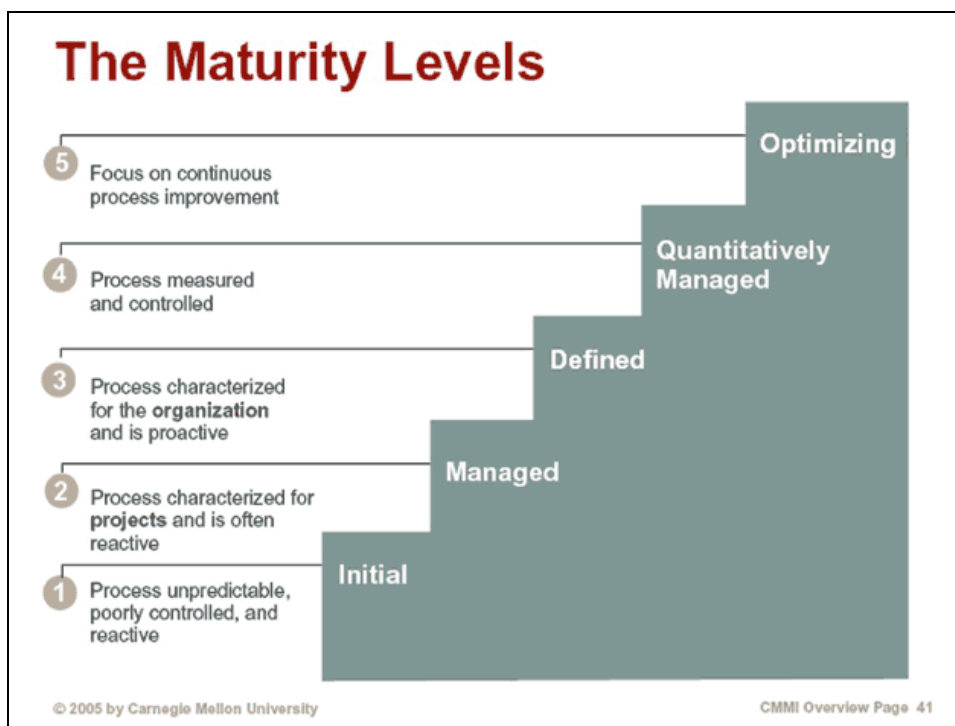 The Maturity Levels
5
Optimizing
Focus on continuous
process improvement
4
Quantitatively
Managed
Process measured
and controlled
3
Defined
Process characterized
for the organization
and is proactive
2
Managed
Process characterized for
projects and is often
reactive
1
Initial
Process unpredictable,
poorly controlled, and
reactive
© 2005 by Carnegie Mellon University
CMMI Overview Page 41